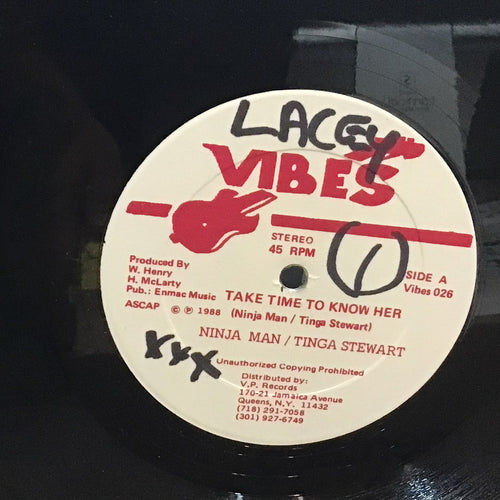 LACEY
VIBES
STEREO
45 RPM
(1)
SIDE A
Vibes 026
Produced By
W. Henry
H. McLarty
Pub.: Enmac Music
ASCAP
TAKE TIME TO KNOW HER
© ℗ 1988 (Ninja Man / Tinga Stewart)
NINJA MAN / TINGA STEWART
XXX
Unauthorized Copying Prohibited
Distributed by:
V.P. Records
170-21 Jamaica Avenue
Queens, N.Y. 11432
(718) 291-7058
(301) 927-6749